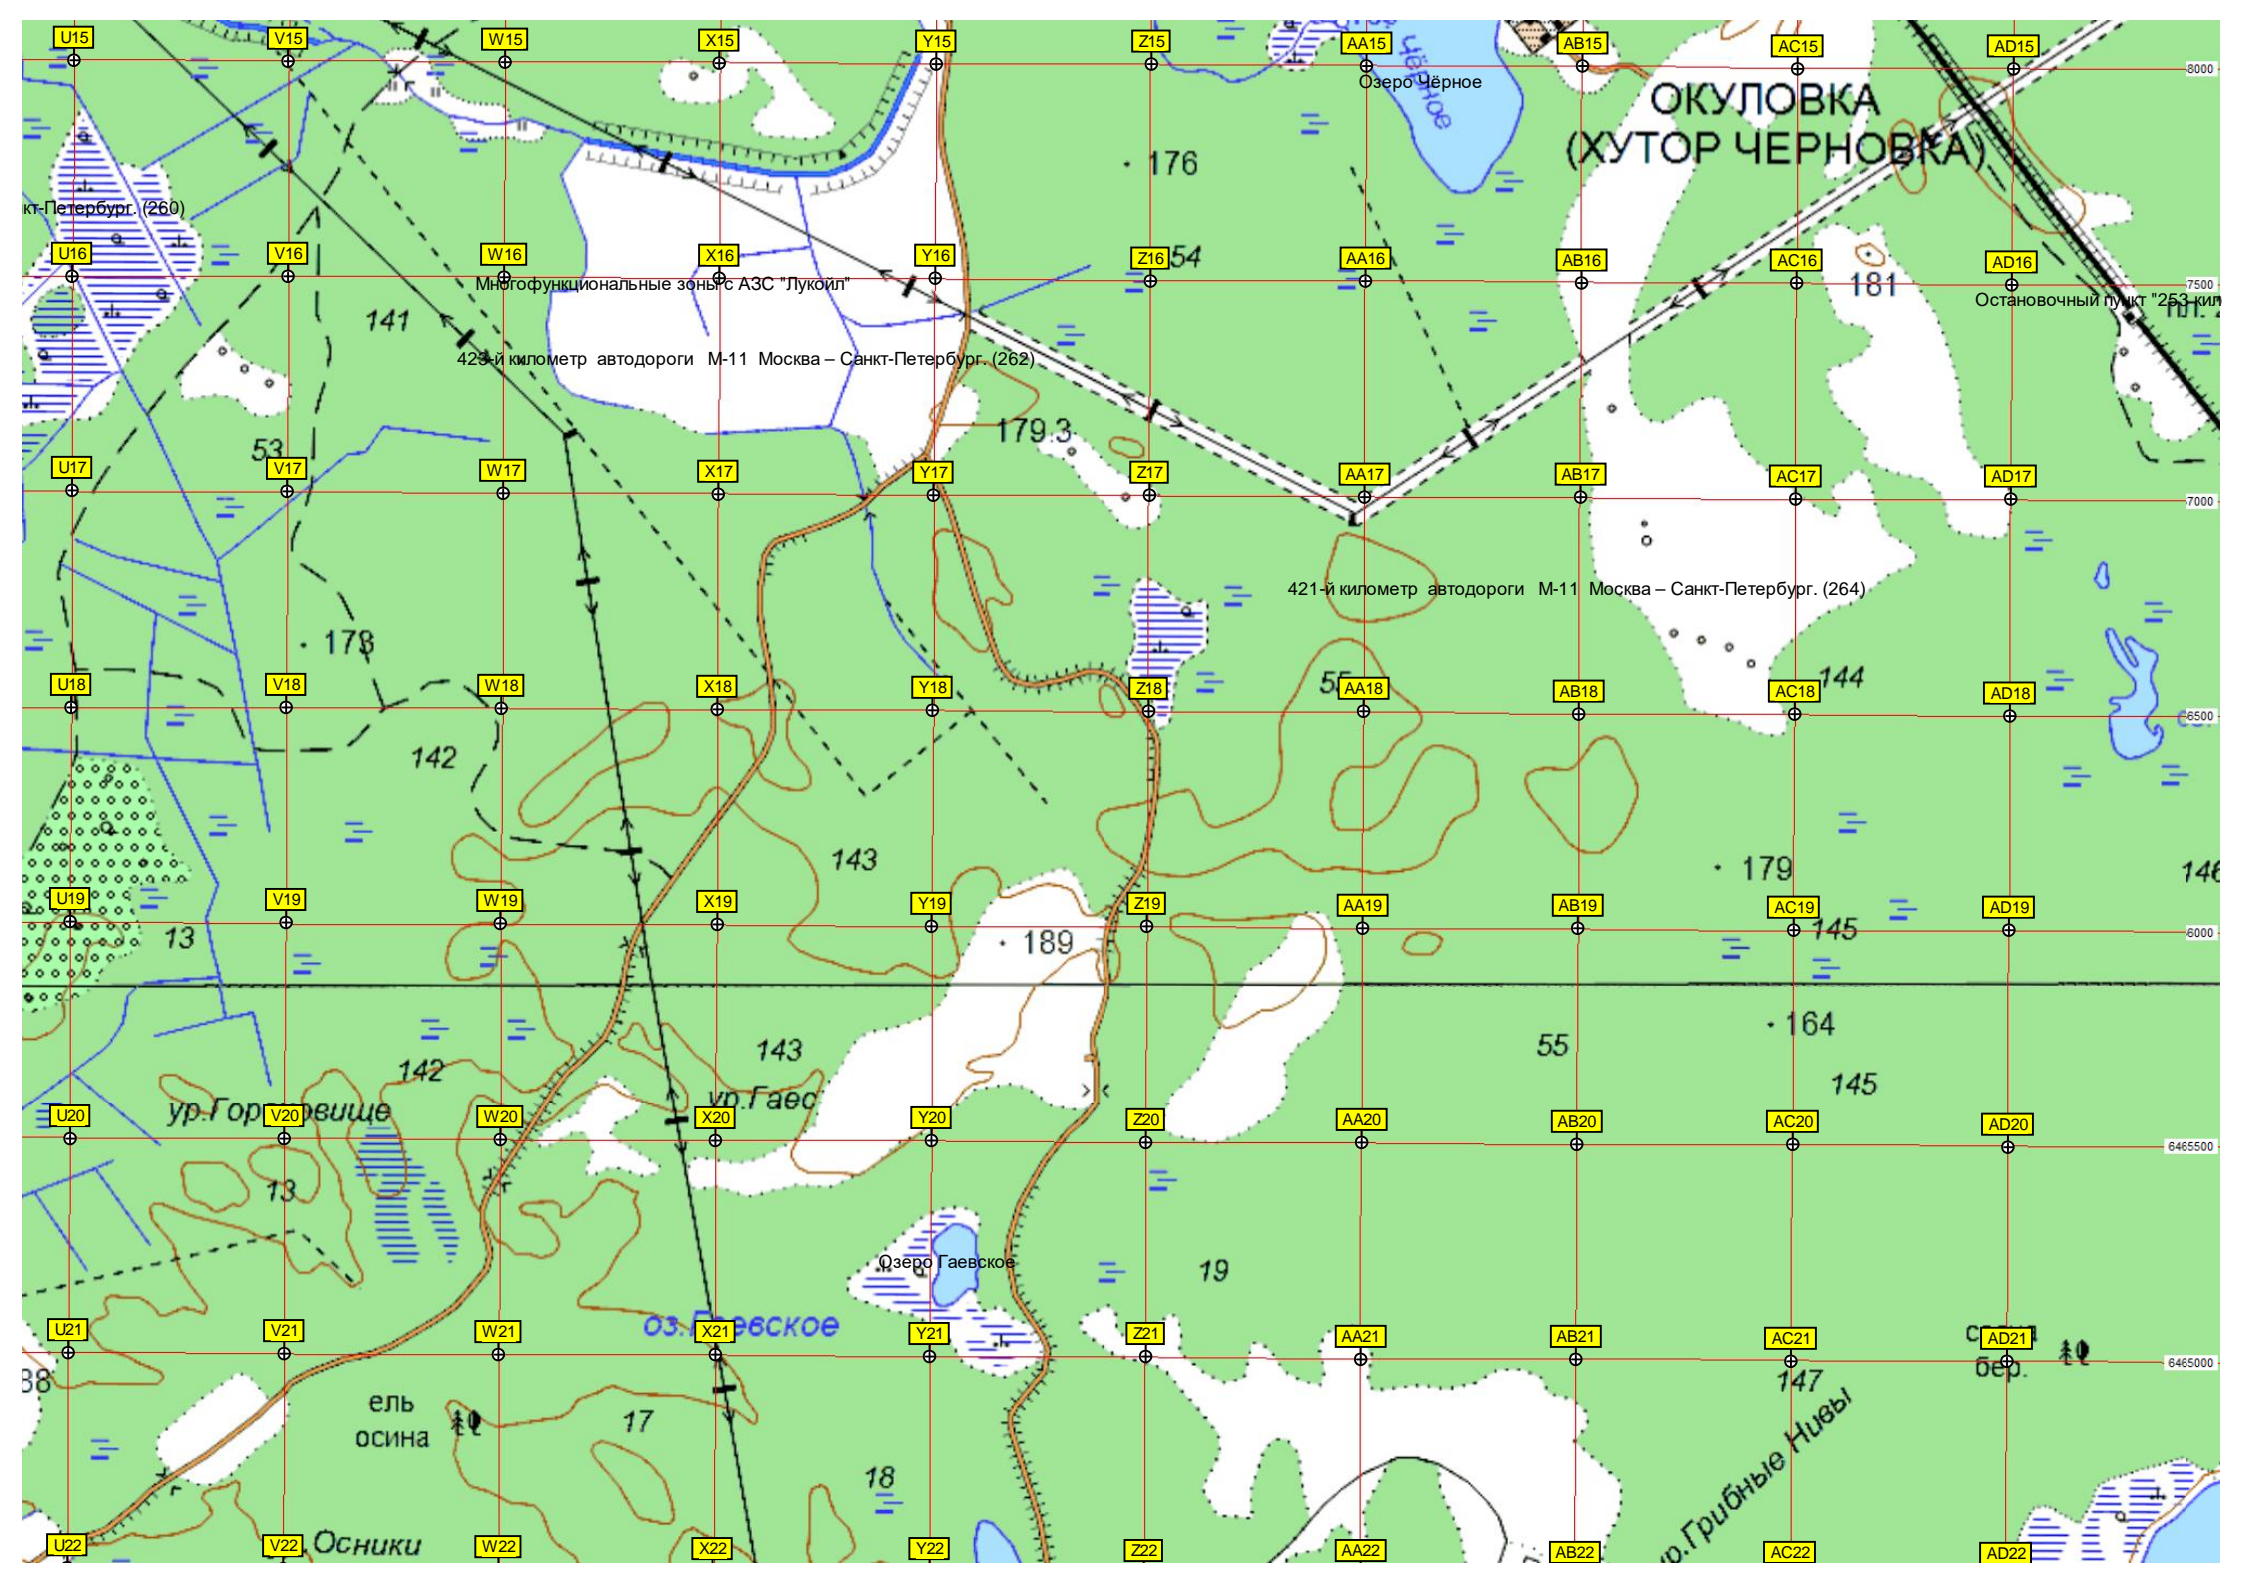 U15 V15 W15 X15 Y15 Z15 AA15 AB15 AC15 AD15
8000
Чёрное
Озеро Чёрное
ОКУЛОВКА
(ХУТОР ЧЕРНОВКА)
176
кт-Петербург. (260)
U16 V16 W16 X16 Y16 Z16 54 AA16 AB16 AC16 AD16
181
7500
Многофункциональные зоны с АЗС "Лукойл"
Остановочный пункт "253 кил
пл. 2
141
423-й километр автодороги М-11 Москва – Санкт-Петербург. (262)
179.3
53
U17 V17 W17 X17 Y17 Z17 AA17 AB17 AC17 AD17
7000
421-й километр автодороги М-11 Москва – Санкт-Петербург. (264)
173
U18 V18 W18 X18 Y18 Z18 55 AA18 AB18 AC18 144 AD18
6500
142
143
179
146
U19 V19 W19 X19 Y19 Z19 AA19 AB19 AC19 AD19
13
189
145
6000
164
143
55
142
145
ур.Гаес
ур.Горковище
U20 V20 W20 X20 Y20 Z20 AA20 AB20 AC20 AD20
6465500
13
Озеро Гаевское
19
оз.Гаевское
U21 V21 W21 X21 Y21 Z21 AA21 AB21 AC21 AD21
6465000
бер.
38
147
ель
осина
17
18
ур.Грибные Нивы
Осники
U22 V22 W22 X22 Y22 Z22 AA22 AB22 AC22 AD22